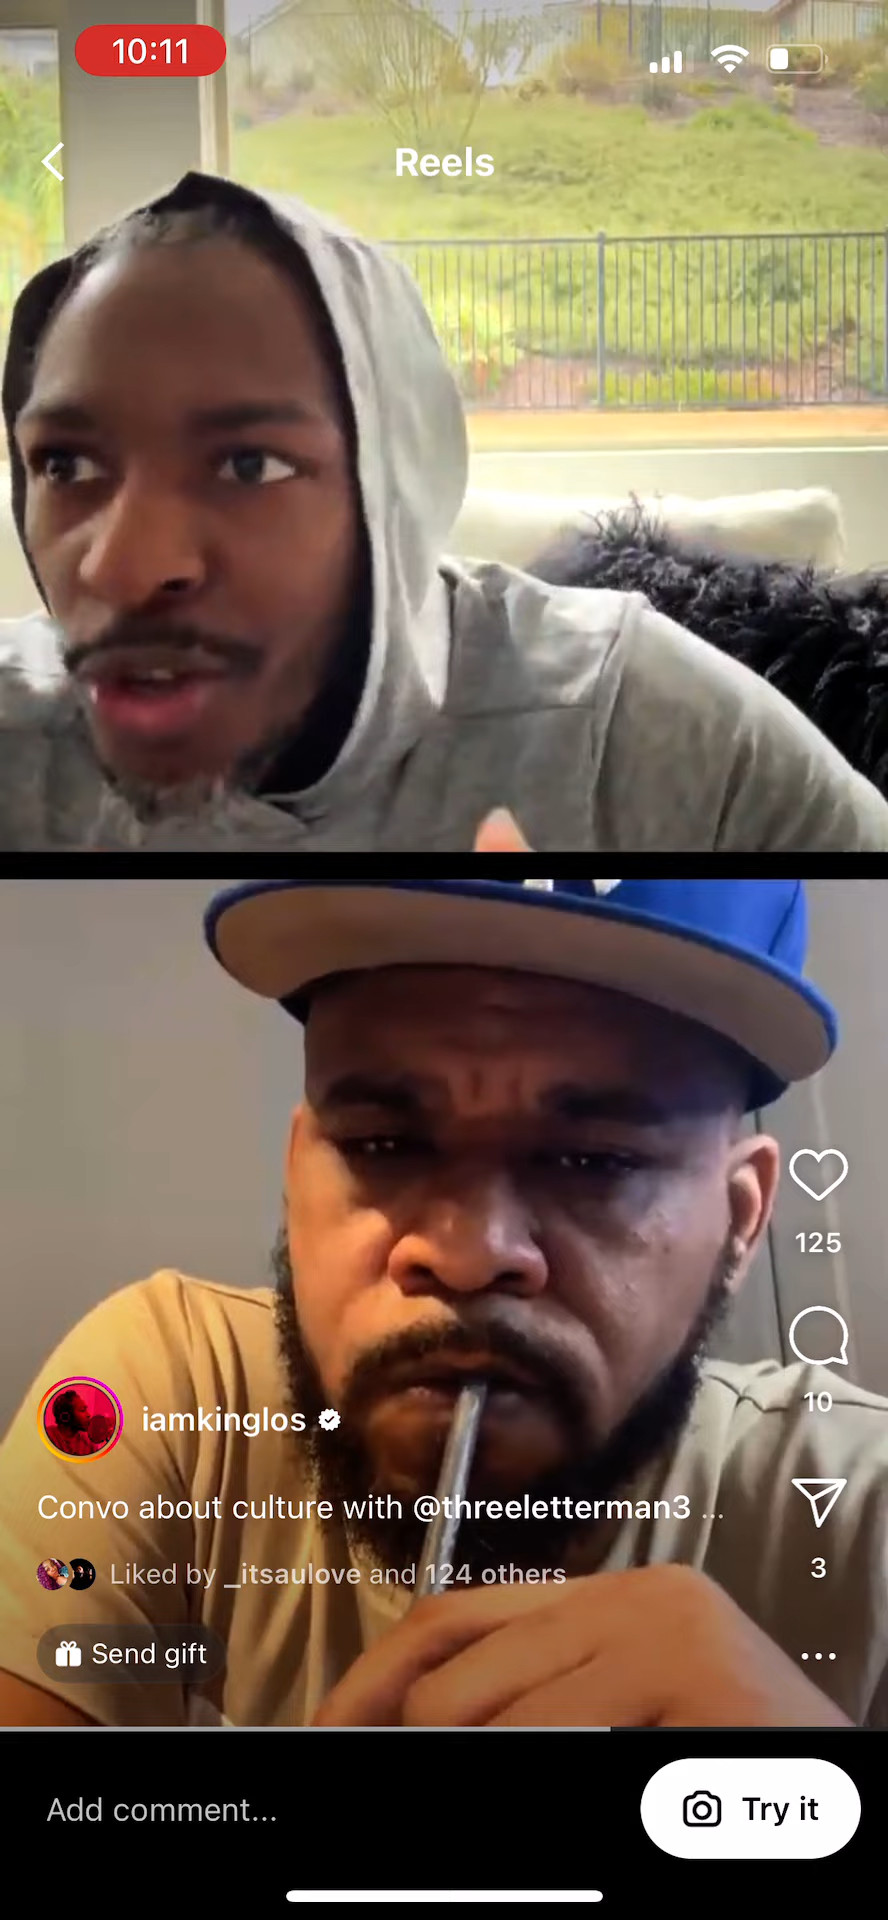 10:11
Reels
125
10
iamkinglos
Convo about culture with @threeletterman3 ...
Liked by _itsaulove and 124 others
3
Send gift
Add comment...
Try it